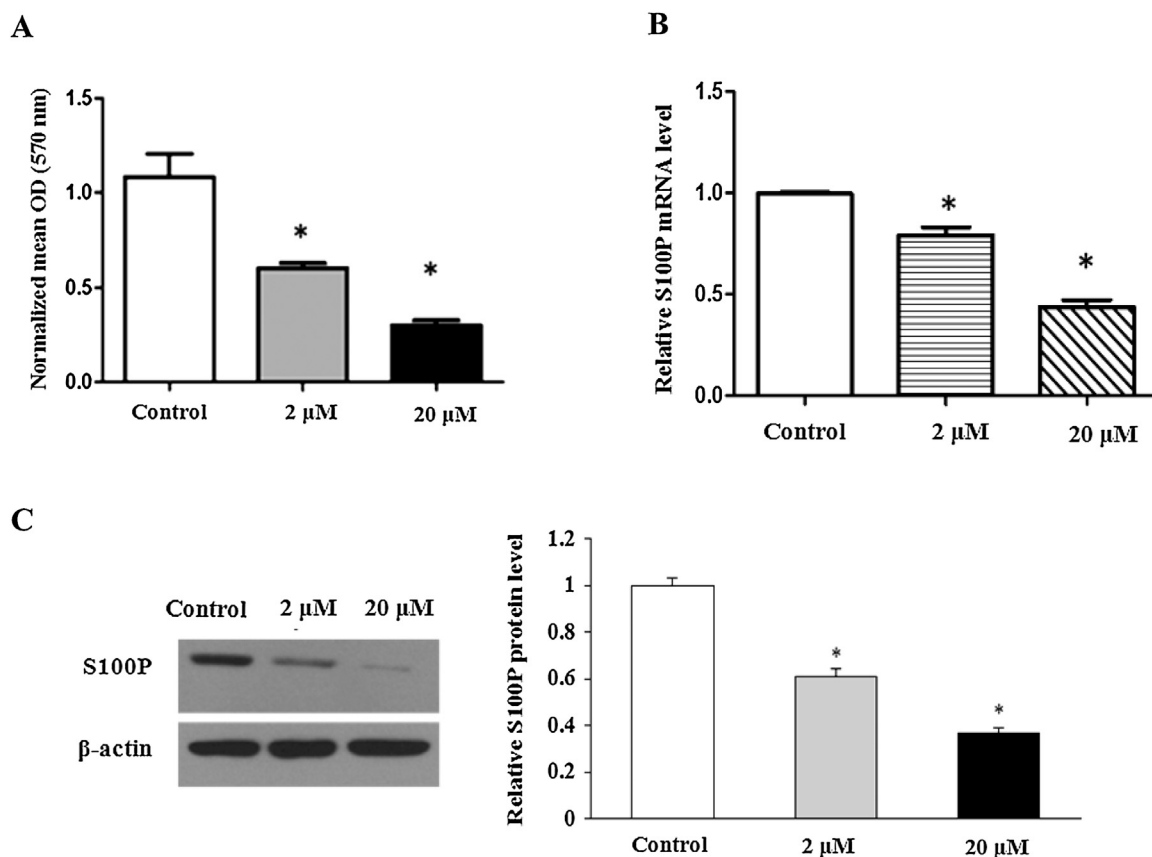 A
Normalized mean OD (570 nm)
1.5
1.0
0.5
0.0
*
*
Control 2 µM 20 µM
B
Relative S100P mRNA level
1.5
1.0
0.5
0.0
*
*
Control 2 µM 20 µM
C
Control 2 µM 20 µM
S100P
β-actin
Relative S100P protein level
1.2
1
0.8
0.6
0.4
0.2
0
*
*
Control 2 µM 20 µM